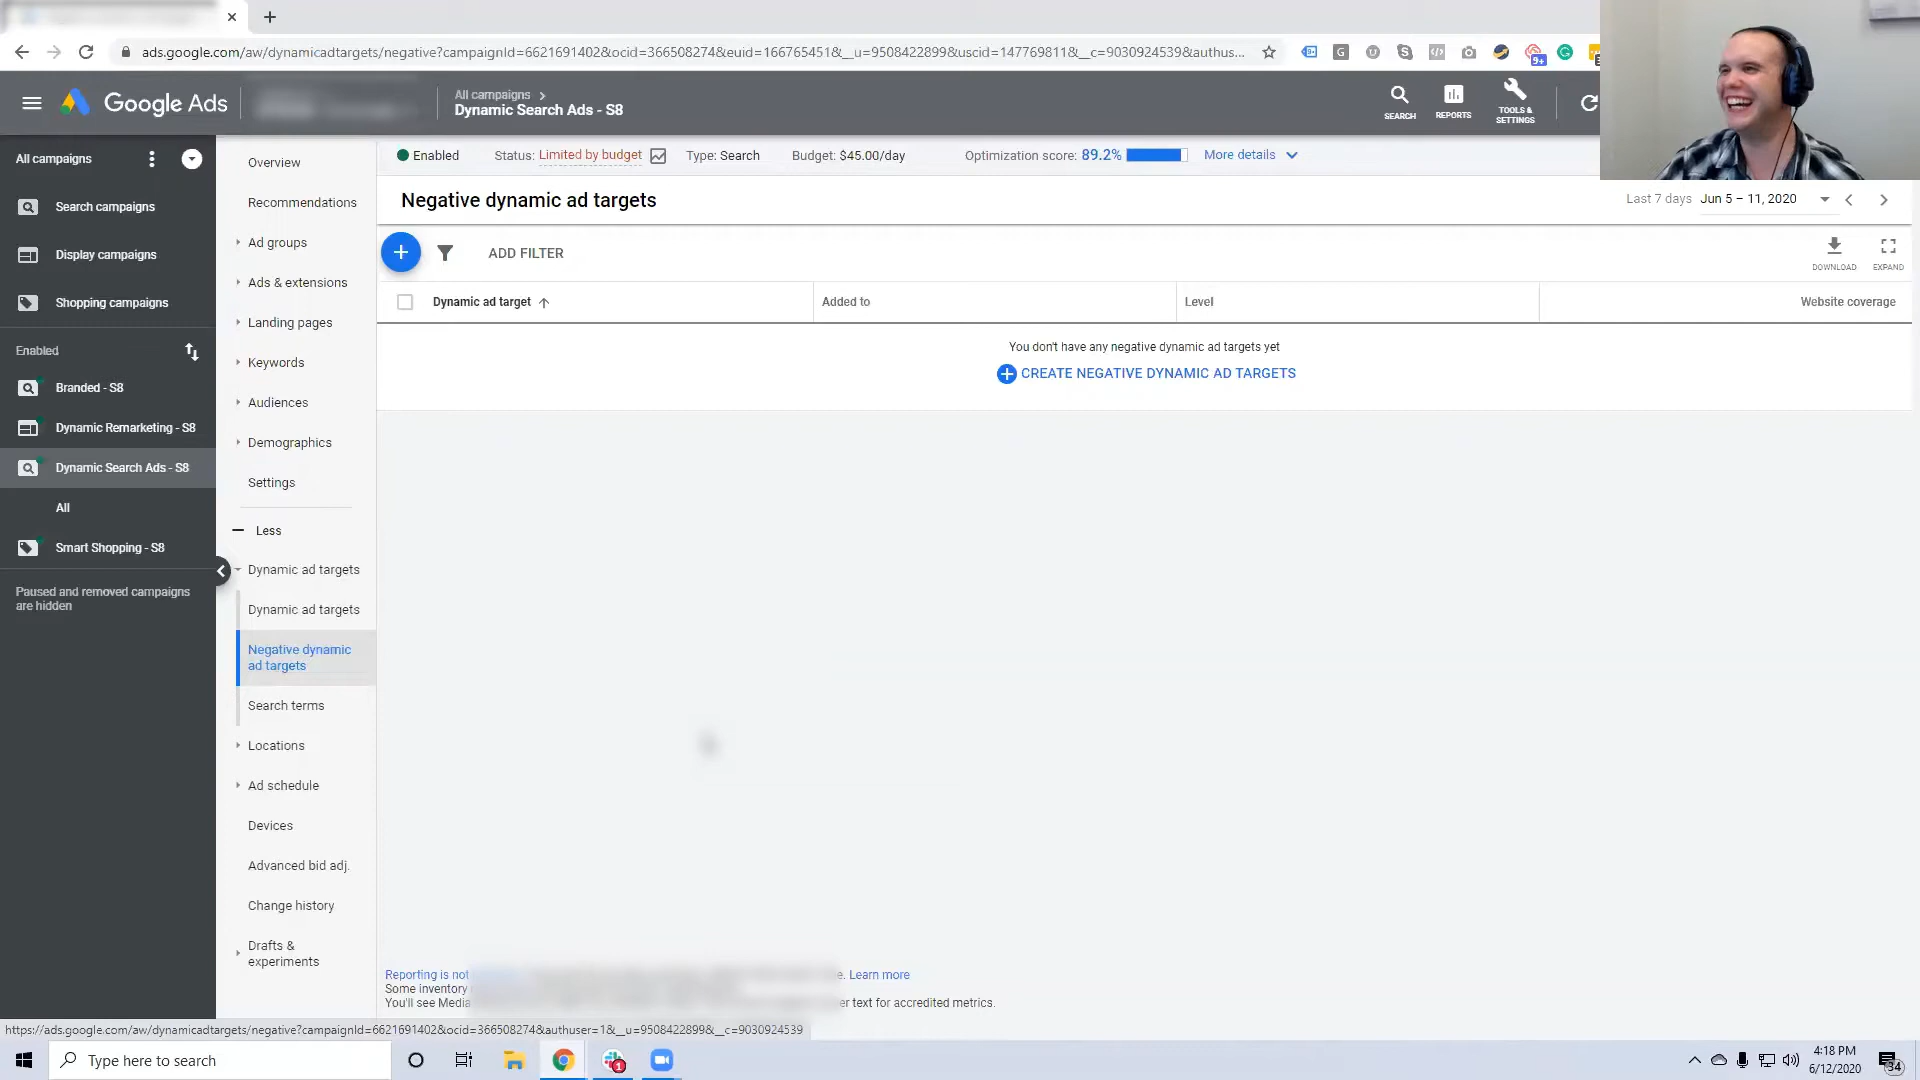 ads.google.com/aw/dynamicadtargets/negative?campaignId=6621691402&ocid=366508274&euid=166765451&__u=9508422899&uscid=147769811&__c=9030924539&authus...
9+
Google Ads
All campaigns
Dynamic Search Ads - S8
SEARCH
REPORTS
TOOLS &
SETTINGS
All campaigns
Search campaigns
Display campaigns
Shopping campaigns
Enabled
Branded - S8
Dynamic Remarketing - S8
Dynamic Search Ads - S8
All
Smart Shopping - S8
Paused and removed campaigns
are hidden
Overview
Recommendations
Ad groups
Ads & extensions
Landing pages
Keywords
Audiences
Demographics
Settings
Less
Dynamic ad targets
Dynamic ad targets
Negative dynamic
ad targets
Search terms
Locations
Ad schedule
Devices
Advanced bid adj.
Change history
Drafts &
experiments
Enabled Status: Limited by budget Type: Search Budget: $45.00/day Optimization score: 89.2% More details
Negative dynamic ad targets
Last 7 days Jun 5 – 11, 2020
ADD FILTER
DOWNLOAD
EXPAND
Dynamic ad target Added to Level Website coverage
You don't have any negative dynamic ad targets yet
CREATE NEGATIVE DYNAMIC AD TARGETS
Reporting is not e. Learn more
Some inventory
You'll see Media er text for accredited metrics.
https://ads.google.com/aw/dynamicadtargets/negative?campaignId=6621691402&ocid=366508274&authuser=1&__u=9508422899&__c=9030924539
Type here to search
1
4:18 PM
6/12/2020
34